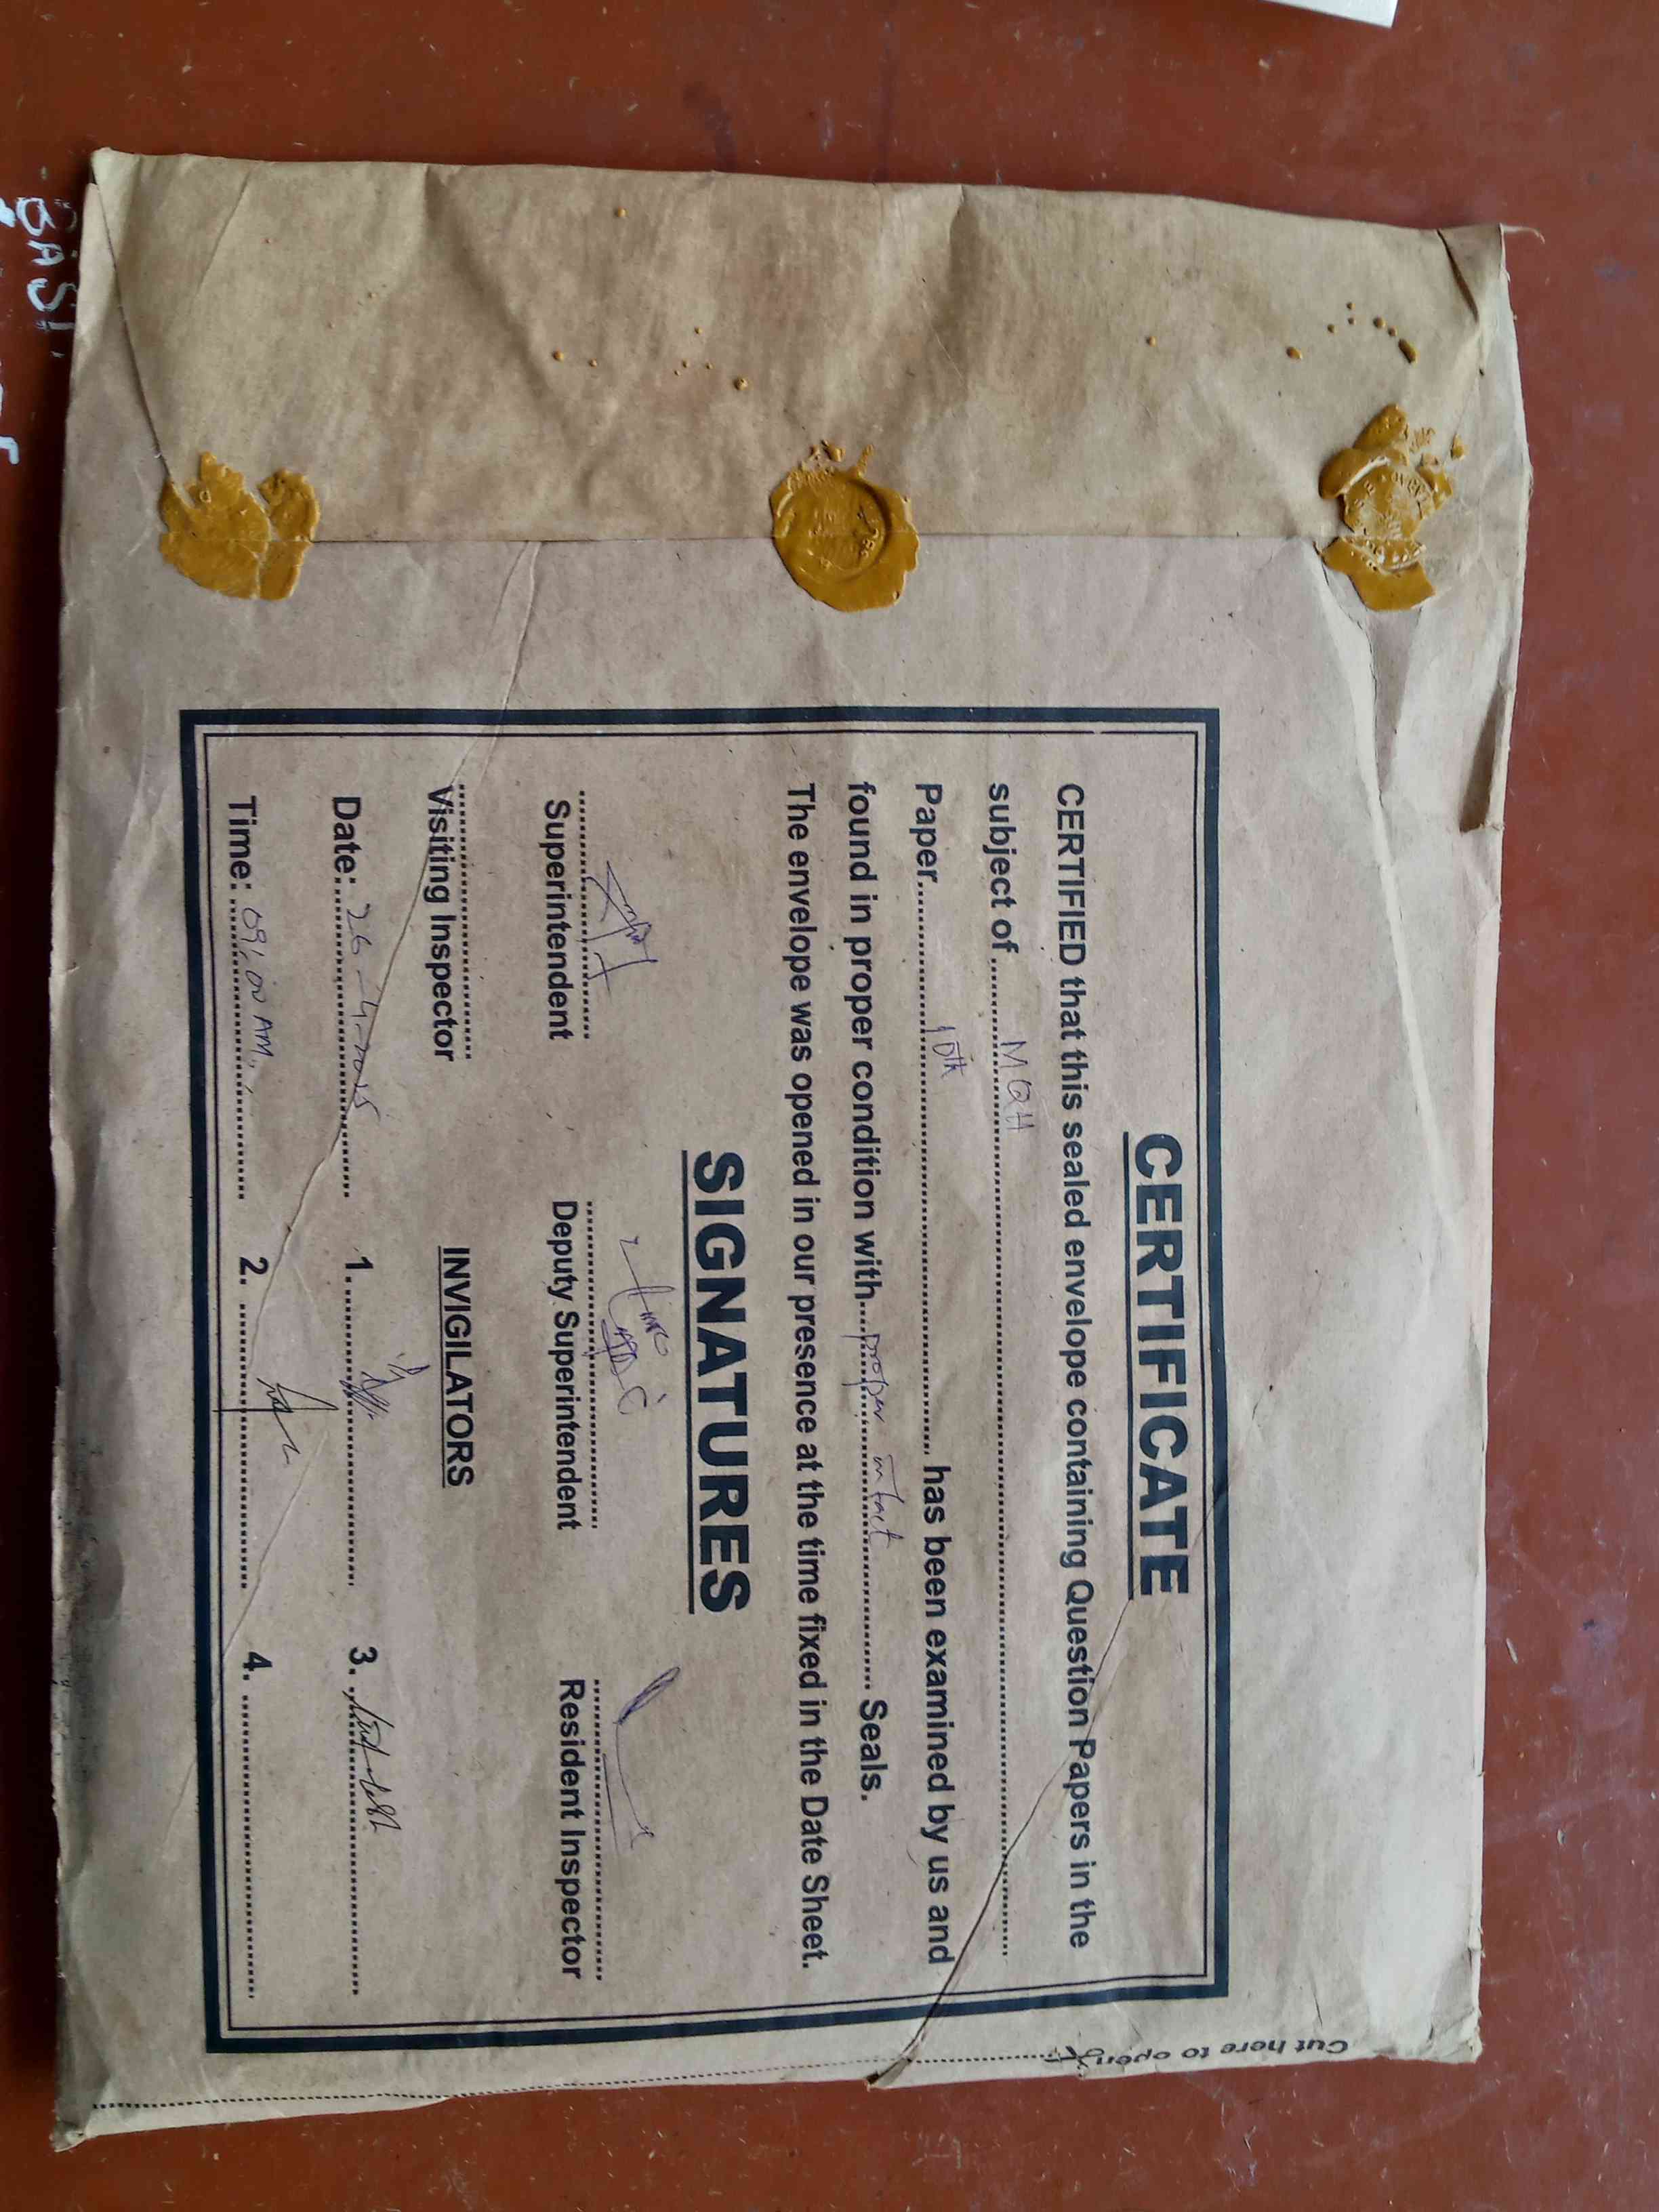 CERTIFICATE
CERTIFIED that this sealed envelope containing Question Papers in the
subject of ........ MQH ........
Paper ........ 10th ........ has been examined by us and
found in proper condition with ........ proper intact ........ Seals.
The envelope was opened in our presence at the time fixed in the Date Sheet.
SIGNATURES
Superintendent Deputy Superintendent Resident Inspector
Visiting Inspector INVIGILATORS
Date: 26-4-2025 1. 3.
Time: 09:00 AM 2. 4.
Cut here to open